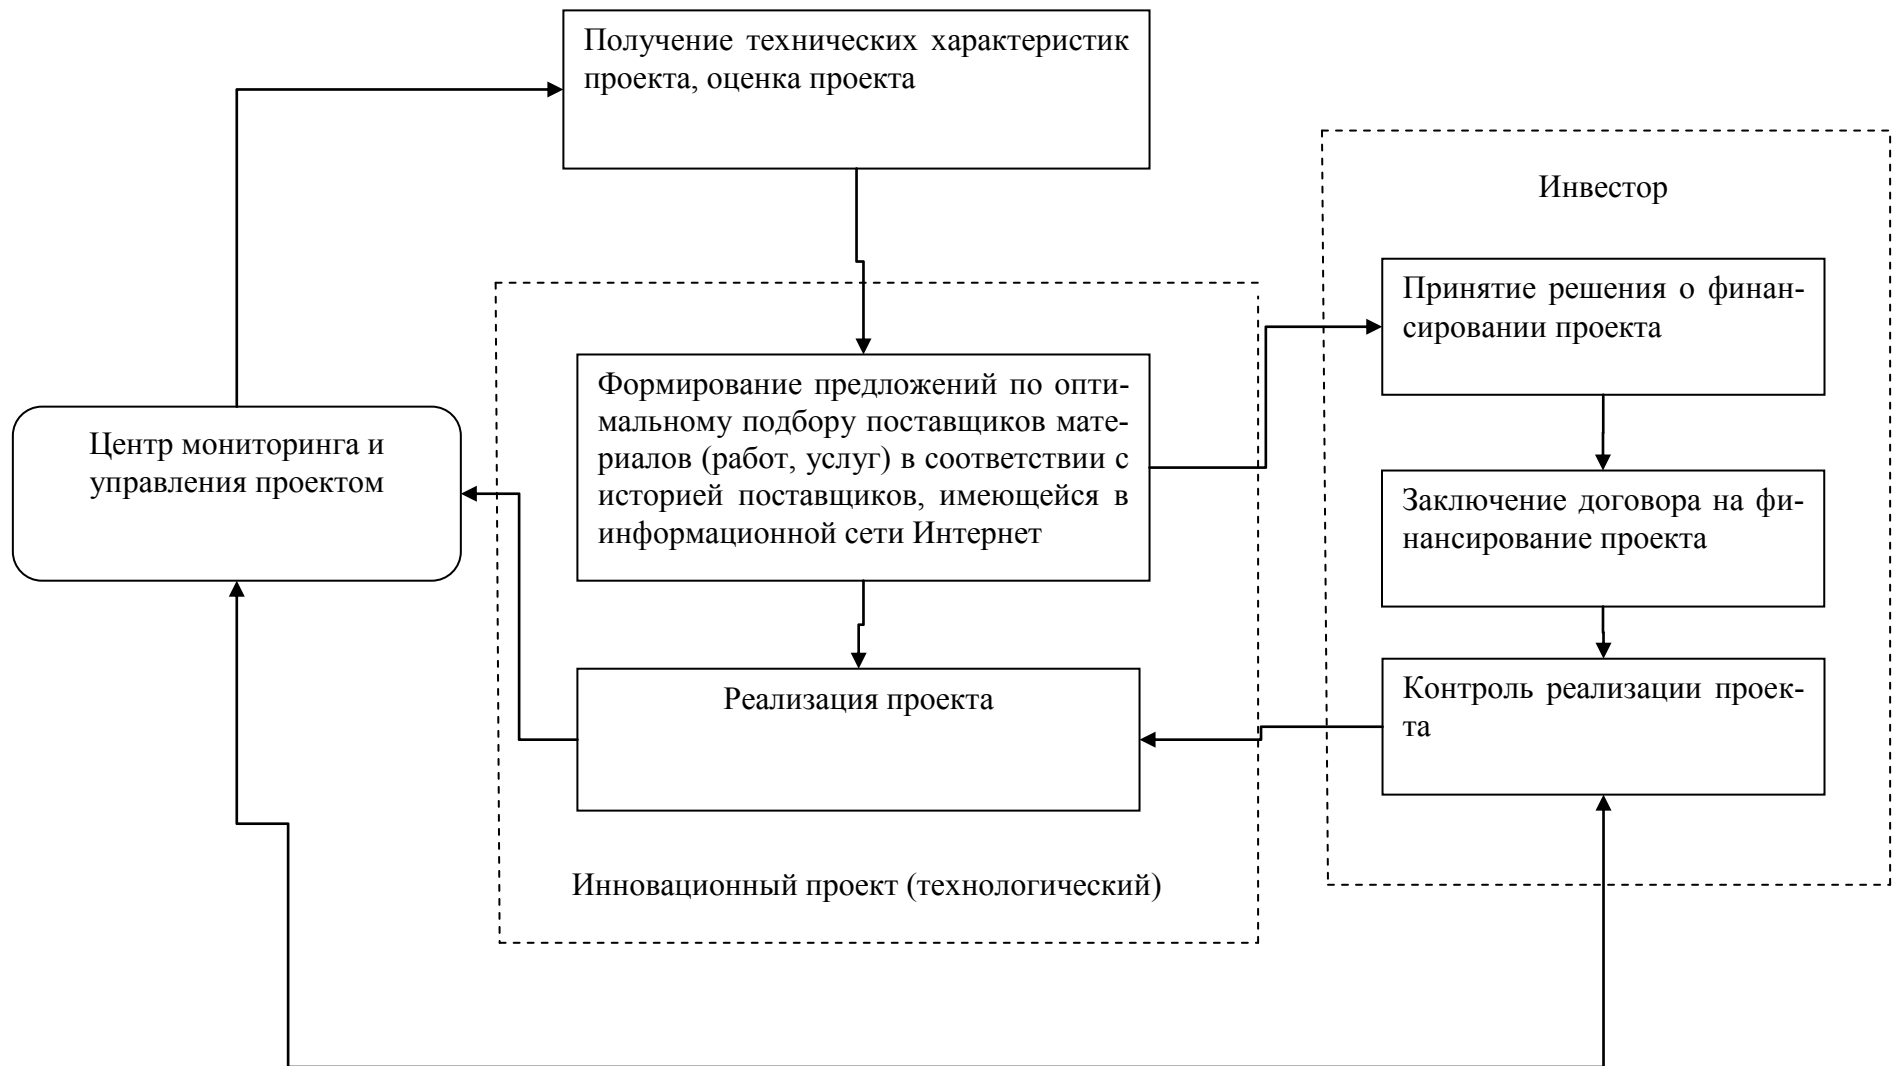 Получение технических характеристик
проекта, оценка проекта
Инвестор
Принятие решения о финан-
сировании проекта
Формирование предложений по опти-
мальному подбору поставщиков мате-
риалов (работ, услуг) в соответствии с
историей поставщиков, имеющейся в
информационной сети Интернет
Центр мониторинга и
управления проектом
Заключение договора на фи-
нансирование проекта
Реализация проекта
Контроль реализации проек-
та
Инновационный проект (технологический)